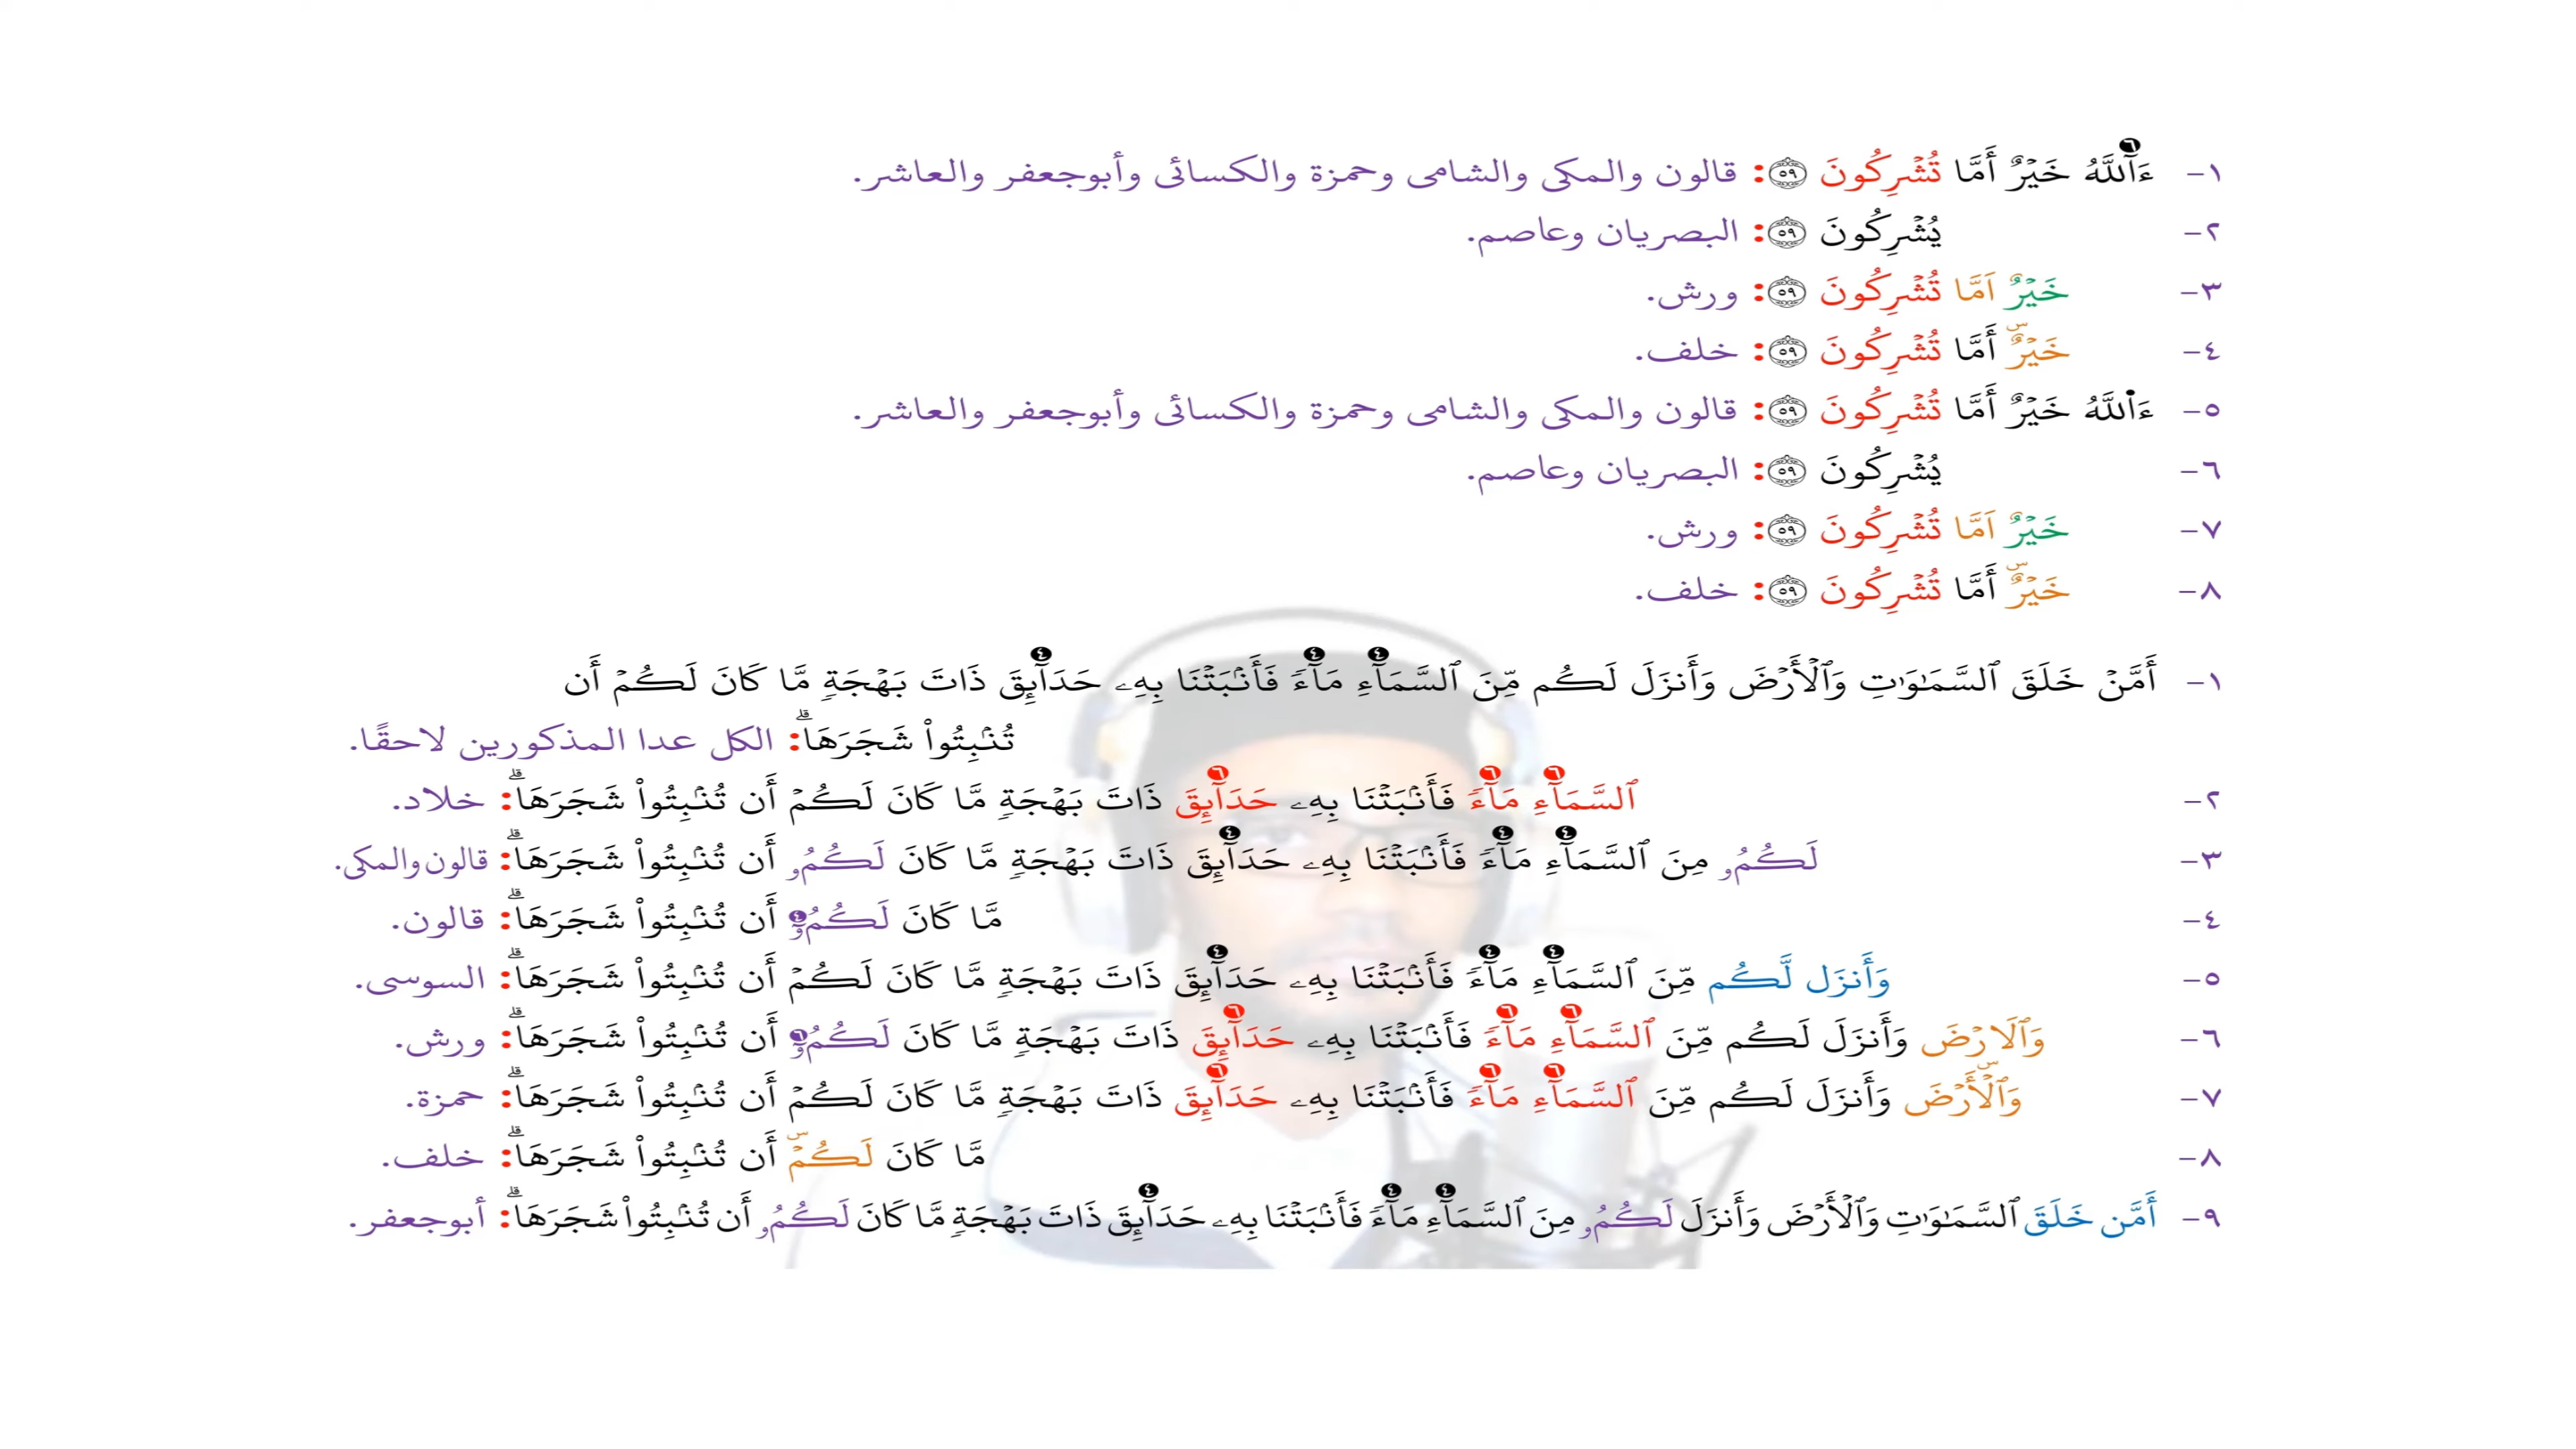 ١- ءَآللَّهُ خَيْرٌ أَمَّا تُشْرِكُونَ ٥٩: قالون والمكى والشامى وحمزة والكسائى وأبوجعفر والعاشر.
٢- يُشْرِكُونَ ٥٩: البصريان وعاصم.
٣- خَيْرٌ اَمَّا تُشْرِكُونَ ٥٩: ورش.
٤- خَيْرٌ أَمَّا تُشْرِكُونَ ٥٩: خلف.
٥- ءَاللَّهُ خَيْرٌ أَمَّا تُشْرِكُونَ ٥٩: قالون والمكى والشامى وحمزة والكسائى وأبوجعفر والعاشر.
٦- يُشْرِكُونَ ٥٩: البصريان وعاصم.
٧- خَيْرٌ اَمَّا تُشْرِكُونَ ٥٩: ورش.
٨- خَيْرٌ أَمَّا تُشْرِكُونَ ٥٩: خلف.
١- أَمَّنْ خَلَقَ ٱلسَّمَٰوَٰتِ وَٱلْأَرْضَ وَأَنزَلَ لَكُم مِّنَ ٱلسَّمَآءِ مَآءً فَأَنۢبَتْنَا بِهِۦ حَدَآئِقَ ذَاتَ بَهْجَةٍ مَّا كَانَ لَكُمْ أَن
تُنۢبِتُوا۟ شَجَرَهَآ ۗ: الكل عدا المذكورين لاحقًا.
٢- ٱلسَّمَآءِ مَآءً فَأَنۢبَتْنَا بِهِۦ حَدَآئِقَ ذَاتَ بَهْجَةٍ مَّا كَانَ لَكُمْ أَن تُنۢبِتُوا۟ شَجَرَهَاۗ: خلاد.
٣- لَكُمُۥ مِنَ ٱلسَّمَآءِ مَآءً فَأَنۢبَتْنَا بِهِۦ حَدَآئِقَ ذَاتَ بَهْجَةٍ مَّا كَانَ لَكُمُۥ أَن تُنۢبِتُوا۟ شَجَرَهَاۗ: قالون والمكى.
٤- مَّا كَانَ لَكُمُۥٓ أَن تُنۢبِتُوا۟ شَجَرَهَاۗ: قالون.
٥- وَأَنزَل لَّكُم مِّنَ ٱلسَّمَآءِ مَآءً فَأَنۢبَتْنَا بِهِۦ حَدَآئِقَ ذَاتَ بَهْجَةٍ مَّا كَانَ لَكُمْ أَن تُنۢبِتُوا۟ شَجَرَهَاۗ: السوسى.
٦- وَٱلَارْضَ وَأَنزَلَ لَكُم مِّنَ ٱلسَّمَآءِ مَآءً فَأَنۢبَتْنَا بِهِۦ حَدَآئِقَ ذَاتَ بَهْجَةٍ مَّا كَانَ لَكُمُۥٓ أَن تُنۢبِتُوا۟ شَجَرَهَاۗ: ورش.
٧- وَٱلْأَرْضَ وَأَنزَلَ لَكُم مِّنَ ٱلسَّمَآءِ مَآءً فَأَنۢبَتْنَا بِهِۦ حَدَآئِقَ ذَاتَ بَهْجَةٍ مَّا كَانَ لَكُمْ أَن تُنۢبِتُوا۟ شَجَرَهَاۗ: حمزة.
٨- مَّا كَانَ لَكُمْ أَن تُنۢبِتُوا۟ شَجَرَهَاۗ: خلف.
٩- أَمَّن خَلَقَ ٱلسَّمَٰوَٰتِ وَٱلْأَرْضَ وَأَنزَلَ لَكُمُۥ مِنَ ٱلسَّمَآءِ مَآءً فَأَنۢبَتْنَا بِهِۦ حَدَآئِقَ ذَاتَ بَهْجَةٍ مَّا كَانَ لَكُمُۥ أَن تُنۢبِتُوا۟ شَجَرَهَاۗ: أبوجعفر.